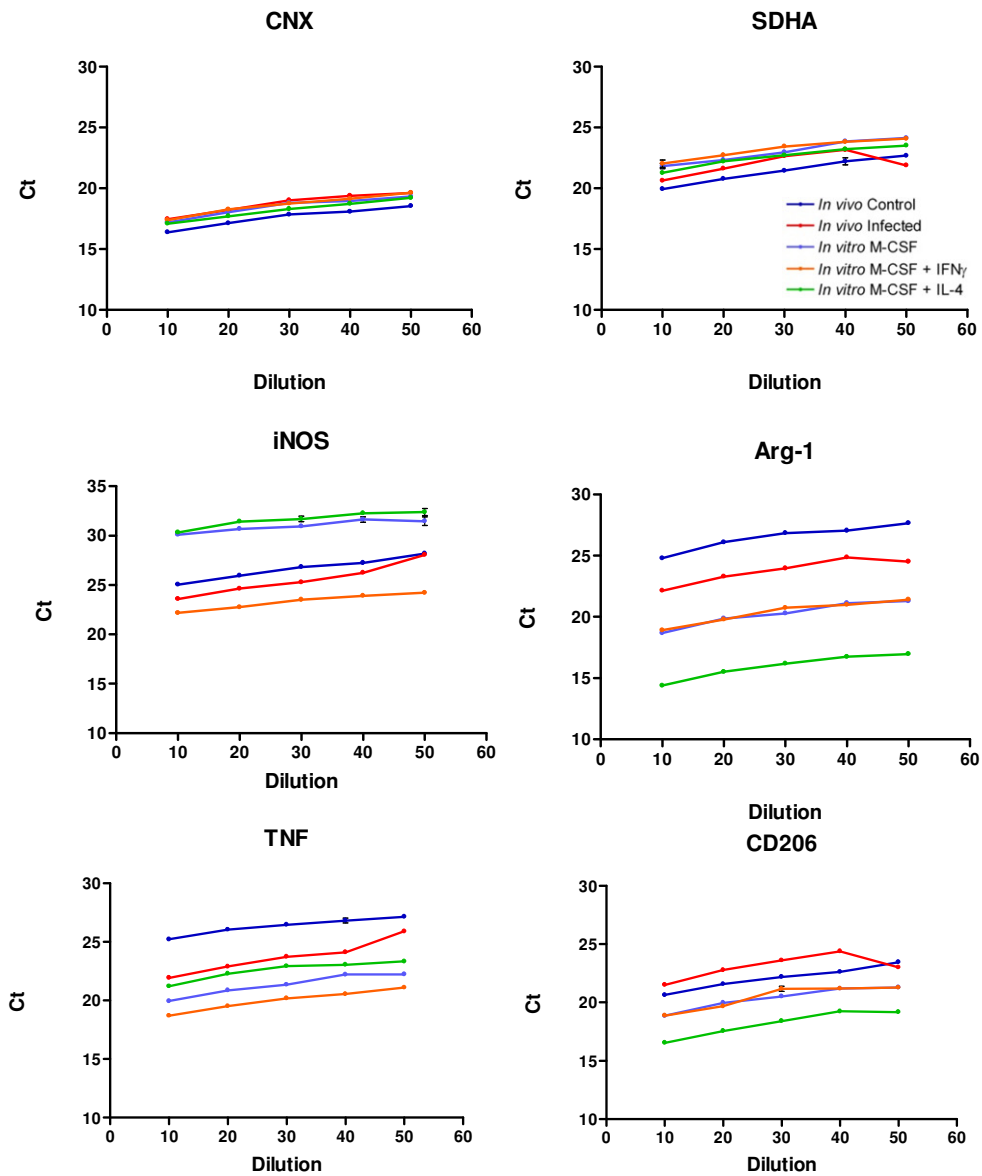 CNX
30
25
20
15
10
Ct
0 10 20 30 40 50 60
Dilution
SDHA
30
25
20
15
10
Ct
In vivo Control
In vivo Infected
In vitro M-CSF
In vitro M-CSF + IFNγ
In vitro M-CSF + IL-4
0 10 20 30 40 50 60
Dilution
iNOS
35
30
25
20
15
10
Ct
0 10 20 30 40 50 60
Dilution
Arg-1
30
25
20
15
10
Ct
0 10 20 30 40 50 60
Dilution
TNF
30
25
20
15
10
Ct
0 10 20 30 40 50 60
Dilution
CD206
30
25
20
15
10
Ct
0 10 20 30 40 50 60
Dilution